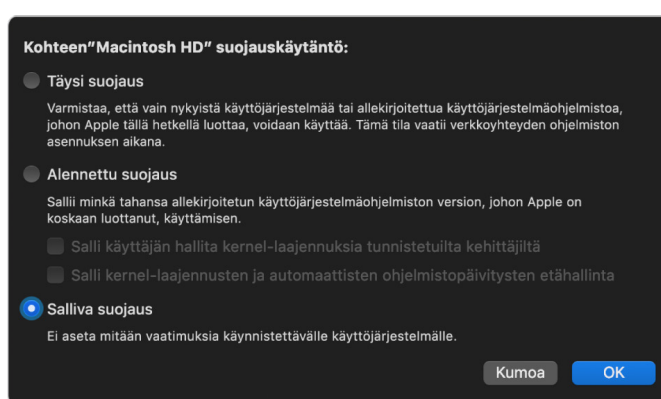 Kohteen"Macintosh HD" suojauskäytäntö:
Täysi suojaus
Varmistaa, että vain nykyistä käyttöjärjestelmää tai allekirjoitettua käyttöjärjestelmäohjelmistoa,
johon Apple tällä hetkellä luottaa, voidaan käyttää. Tämä tila vaatii verkkoyhteyden ohjelmiston
asennuksen aikana.
Alennettu suojaus
Sallii minkä tahansa allekirjoitetun käyttöjärjestelmäohjelmiston version, johon Apple on
koskaan luottanut, käyttämisen.
Salli käyttäjän hallita kernel-laajennuksia tunnistetuilta kehittäjiltä
Salli kernel-laajennusten ja automaattisten ohjelmistopäivitysten etähallinta
Salliva suojaus
Ei aseta mitään vaatimuksia käynnistettävälle käyttöjärjestelmälle.
Kumoa OK